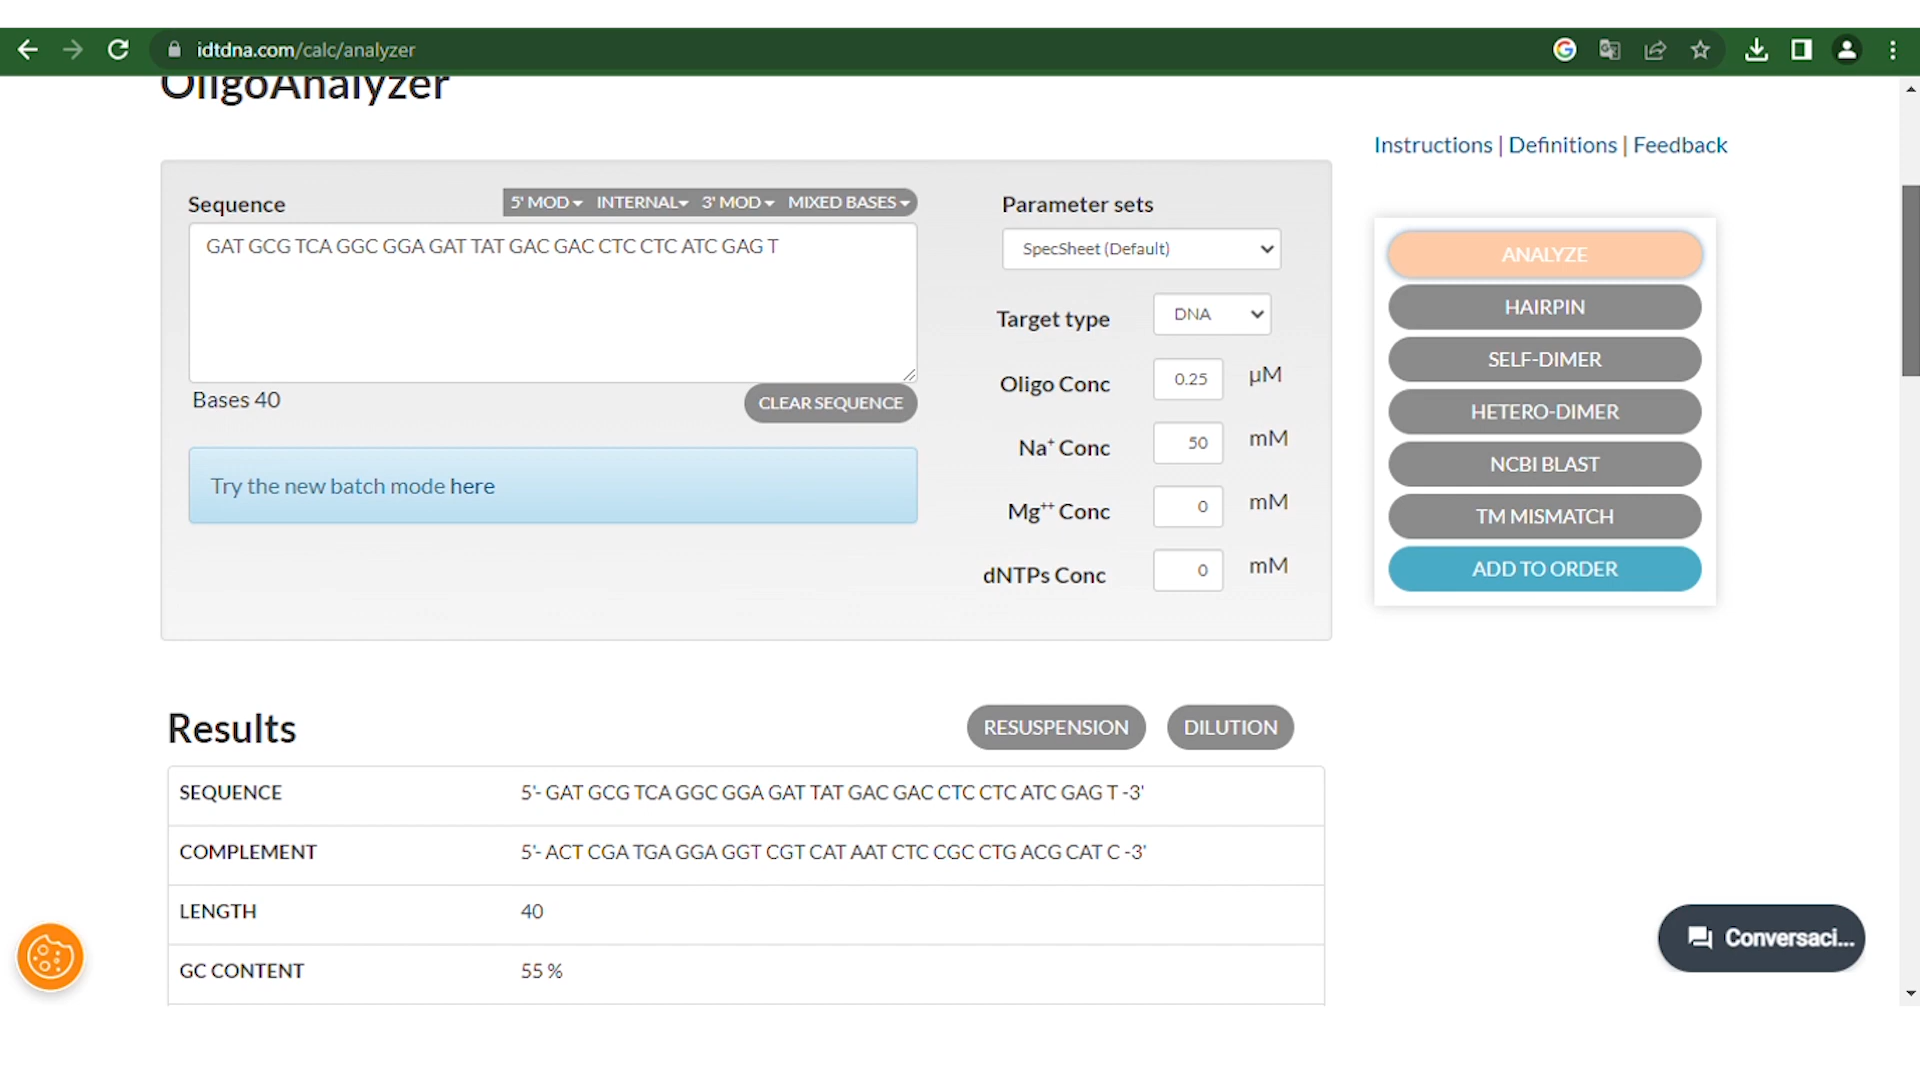 idtdna.com/calc/analyzer
OligoAnalyzer
Instructions | Definitions | Feedback
Sequence
5' MOD INTERNAL 3' MOD MIXED BASES
GAT GCG TCA GGC GGA GAT TAT GAC GAC CTC CTC ATC GAG T
Bases 40
CLEAR SEQUENCE
Try the new batch mode here
Parameter sets
SpecSheet (Default)
Target type DNA
Oligo Conc 0.25 µM
Na+ Conc 50 mM
Mg++ Conc 0 mM
dNTPs Conc 0 mM
ANALYZE
HAIRPIN
SELF-DIMER
HETERO-DIMER
NCBI BLAST
TM MISMATCH
ADD TO ORDER
Results
RESUSPENSION DILUTION
SEQUENCE 5'- GAT GCG TCA GGC GGA GAT TAT GAC GAC CTC CTC ATC GAG T -3'
COMPLEMENT 5'- ACT CGA TGA GGA GGT CGT CAT AAT CTC CGC CTG ACG CAT C -3'
LENGTH 40
GC CONTENT 55 %
Conversaci...